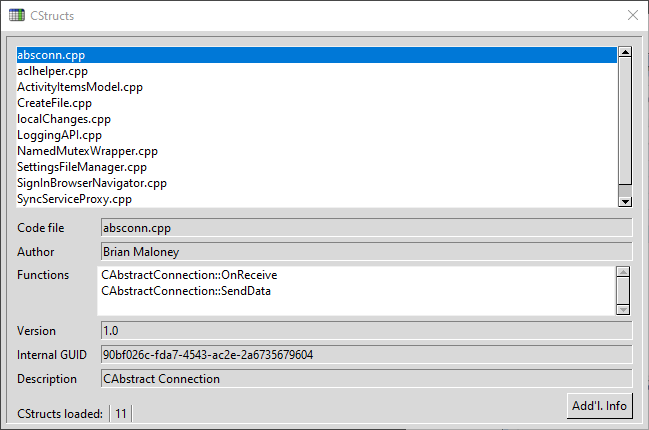 CStructs
absconn.cpp
aclhelper.cpp
ActivityItemsModel.cpp
CreateFile.cpp
localChanges.cpp
LoggingAPI.cpp
NamedMutexWrapper.cpp
SettingsFileManager.cpp
SignInBrowserNavigator.cpp
SyncServiceProxy.cpp
Code file absconn.cpp
Author Brian Maloney
Functions CAbstractConnection::OnReceive
CAbstractConnection::SendData
Version 1.0
Internal GUID 90bf026c-fda7-4543-ac2e-2a6735679604
Description CAbstract Connection
CStructs loaded: 11
Add'l. Info